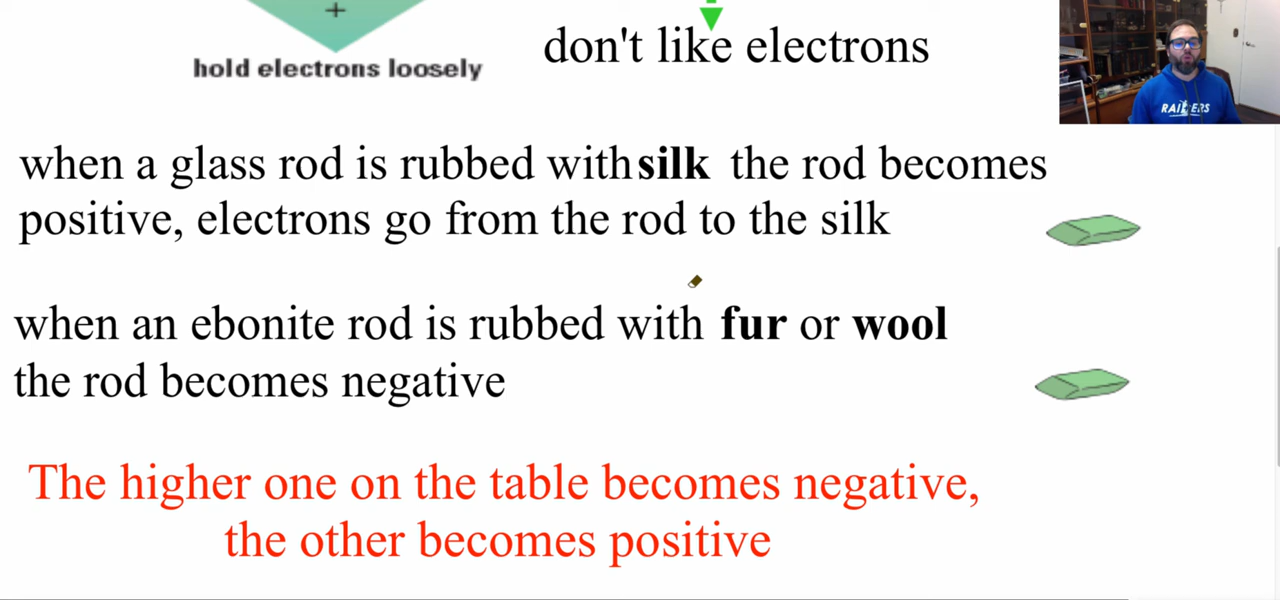 +
hold electrons loosely
don't like electrons
RAIDERS
when a glass rod is rubbed with silk the rod becomes
positive, electrons go from the rod to the silk
when an ebonite rod is rubbed with fur or wool
the rod becomes negative
The higher one on the table becomes negative,
the other becomes positive